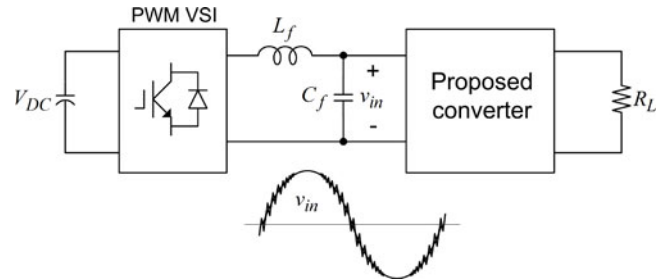 PWM VSI
L_f
V_DC
C_f
+
v_in
-
Proposed
converter
R_L
v_in